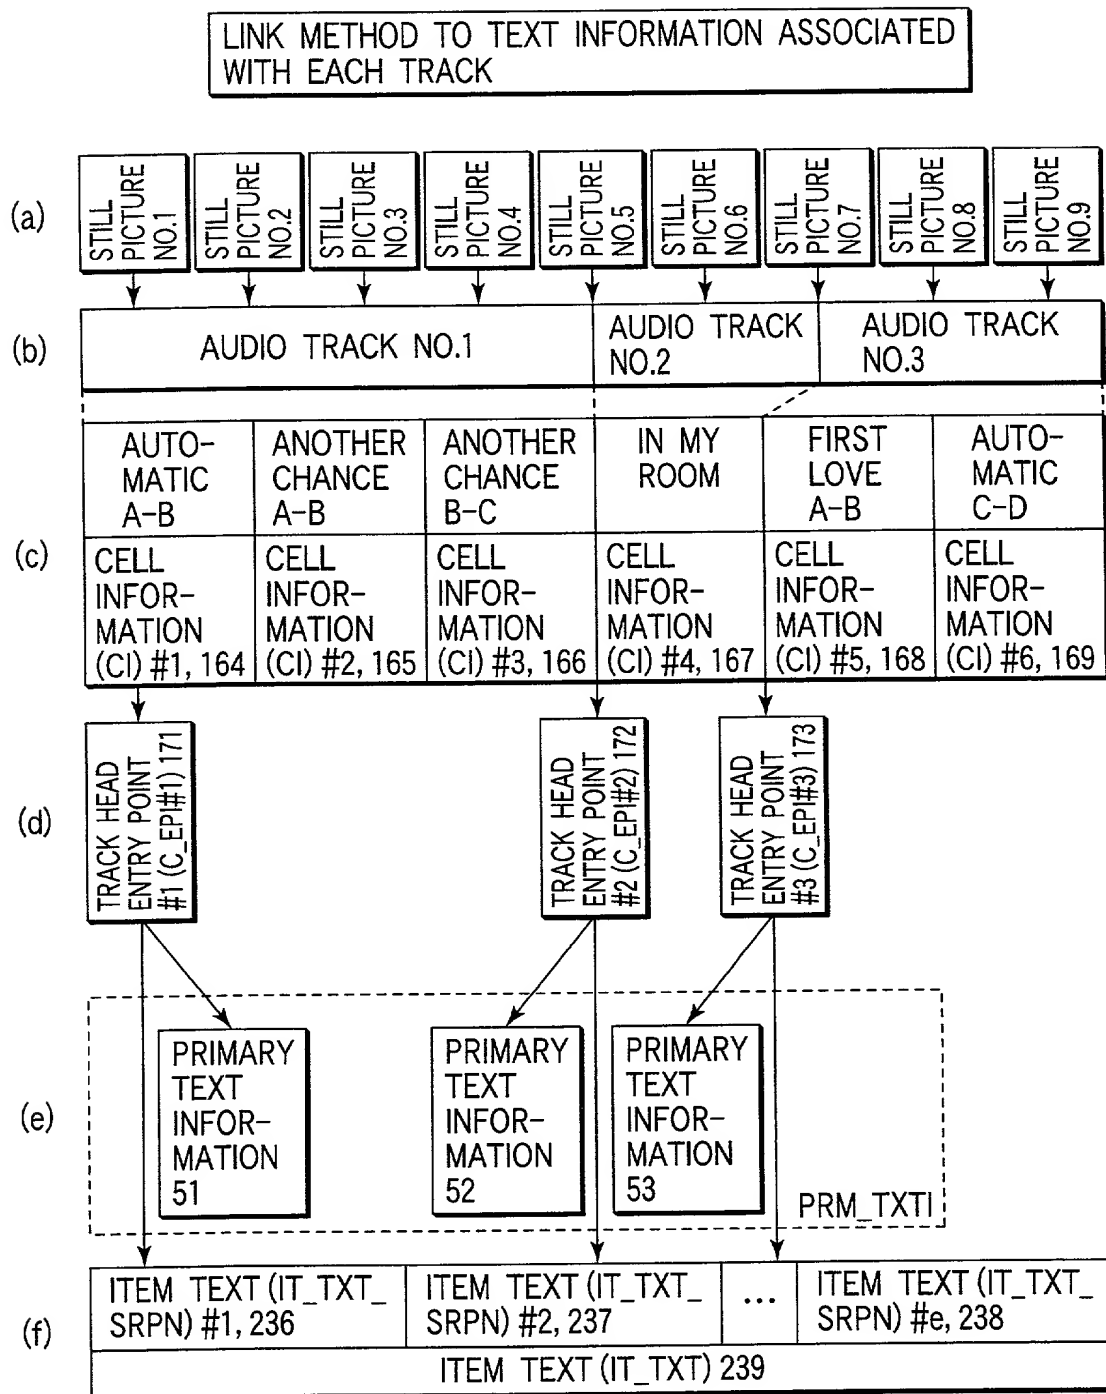 LINK METHOD TO TEXT INFORMATION ASSOCIATED
WITH EACH TRACK
(a)
STILL
PICTURE
NO.1
STILL
PICTURE
NO.2
STILL
PICTURE
NO.3
STILL
PICTURE
NO.4
STILL
PICTURE
NO.5
STILL
PICTURE
NO.6
STILL
PICTURE
NO.7
STILL
PICTURE
NO.8
STILL
PICTURE
NO.9
(b)
AUDIO TRACK NO.1
AUDIO TRACK
NO.2
AUDIO TRACK
NO.3
(c)
AUTO-
MATIC
A-B
ANOTHER
CHANCE
A-B
ANOTHER
CHANCE
B-C
IN MY
ROOM
FIRST
LOVE
A-B
AUTO-
MATIC
C-D
CELL
INFOR-
MATION
(CI) #1, 164
CELL
INFOR-
MATION
(CI) #2, 165
CELL
INFOR-
MATION
(CI) #3, 166
CELL
INFOR-
MATION
(CI) #4, 167
CELL
INFOR-
MATION
(CI) #5, 168
CELL
INFOR-
MATION
(CI) #6, 169
(d)
TRACK HEAD
ENTRY POINT
#1 (C_EPI#1) 171
TRACK HEAD
ENTRY POINT
#2 (C_EPI#2) 172
TRACK HEAD
ENTRY POINT
#3 (C_EPI#3) 173
(e)
PRIMARY
TEXT
INFOR-
MATION
51
PRIMARY
TEXT
INFOR-
MATION
52
PRIMARY
TEXT
INFOR-
MATION
53
PRM_TXTI
(f)
ITEM TEXT (IT_TXT_
SRPN) #1, 236
ITEM TEXT (IT_TXT_
SRPN) #2, 237
...
ITEM TEXT (IT_TXT_
SRPN) #e, 238
ITEM TEXT (IT_TXT) 239